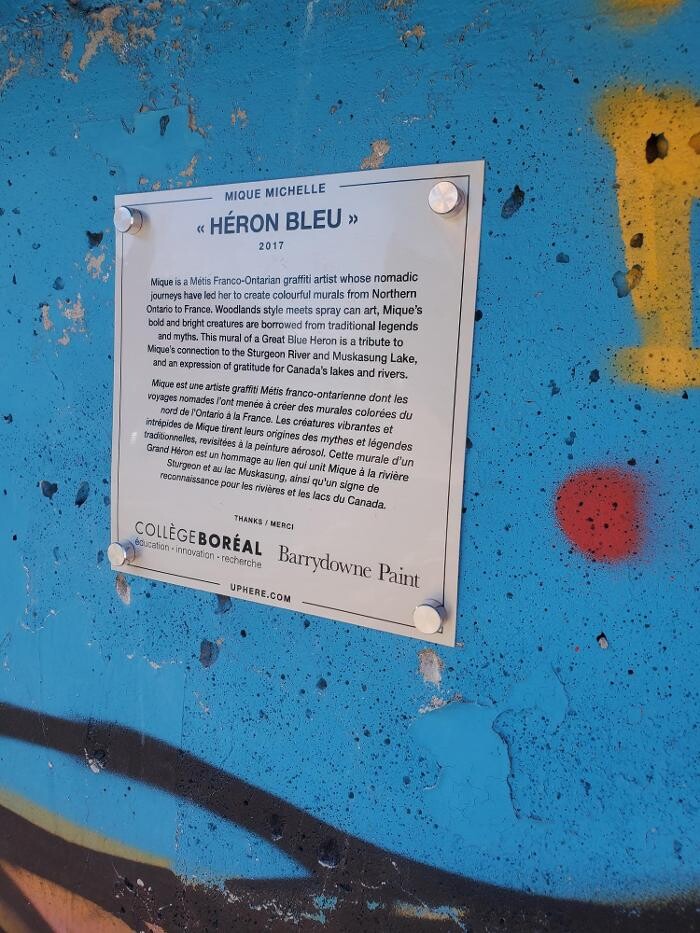 MIQUE MICHELLE
« HÉRON BLEU »
2017
Mique is a Métis Franco-Ontarian graffiti artist whose nomadic
journeys have led her to create colourful murals from Northern
Ontario to France. Woodlands style meets spray can art, Mique's
bold and bright creatures are borrowed from traditional legends
and myths. This mural of a Great Blue Heron is a tribute to
Mique's connection to the Sturgeon River and Muskasung Lake,
and an expression of gratitude for Canada's lakes and rivers.
Mique est une artiste graffiti Métis franco-ontarienne dont les
voyages nomades l'ont menée à créer des murales colorées du
nord de l'Ontario à la France. Les créatures vibrantes et
intrépides de Mique tirent leurs origines des mythes et légendes
traditionnelles, revisitées à la peinture aérosol. Cette murale d'un
Grand Héron est un hommage au lien qui unit Mique à la rivière
Sturgeon et au lac Muskasung, ainsi qu'un signe de
reconnaissance pour les rivières et les lacs du Canada.
THANKS / MERCI
COLLÈGEBORÉAL
éducation • innovation • recherche
Barrydowne Paint
UPHERE.COM